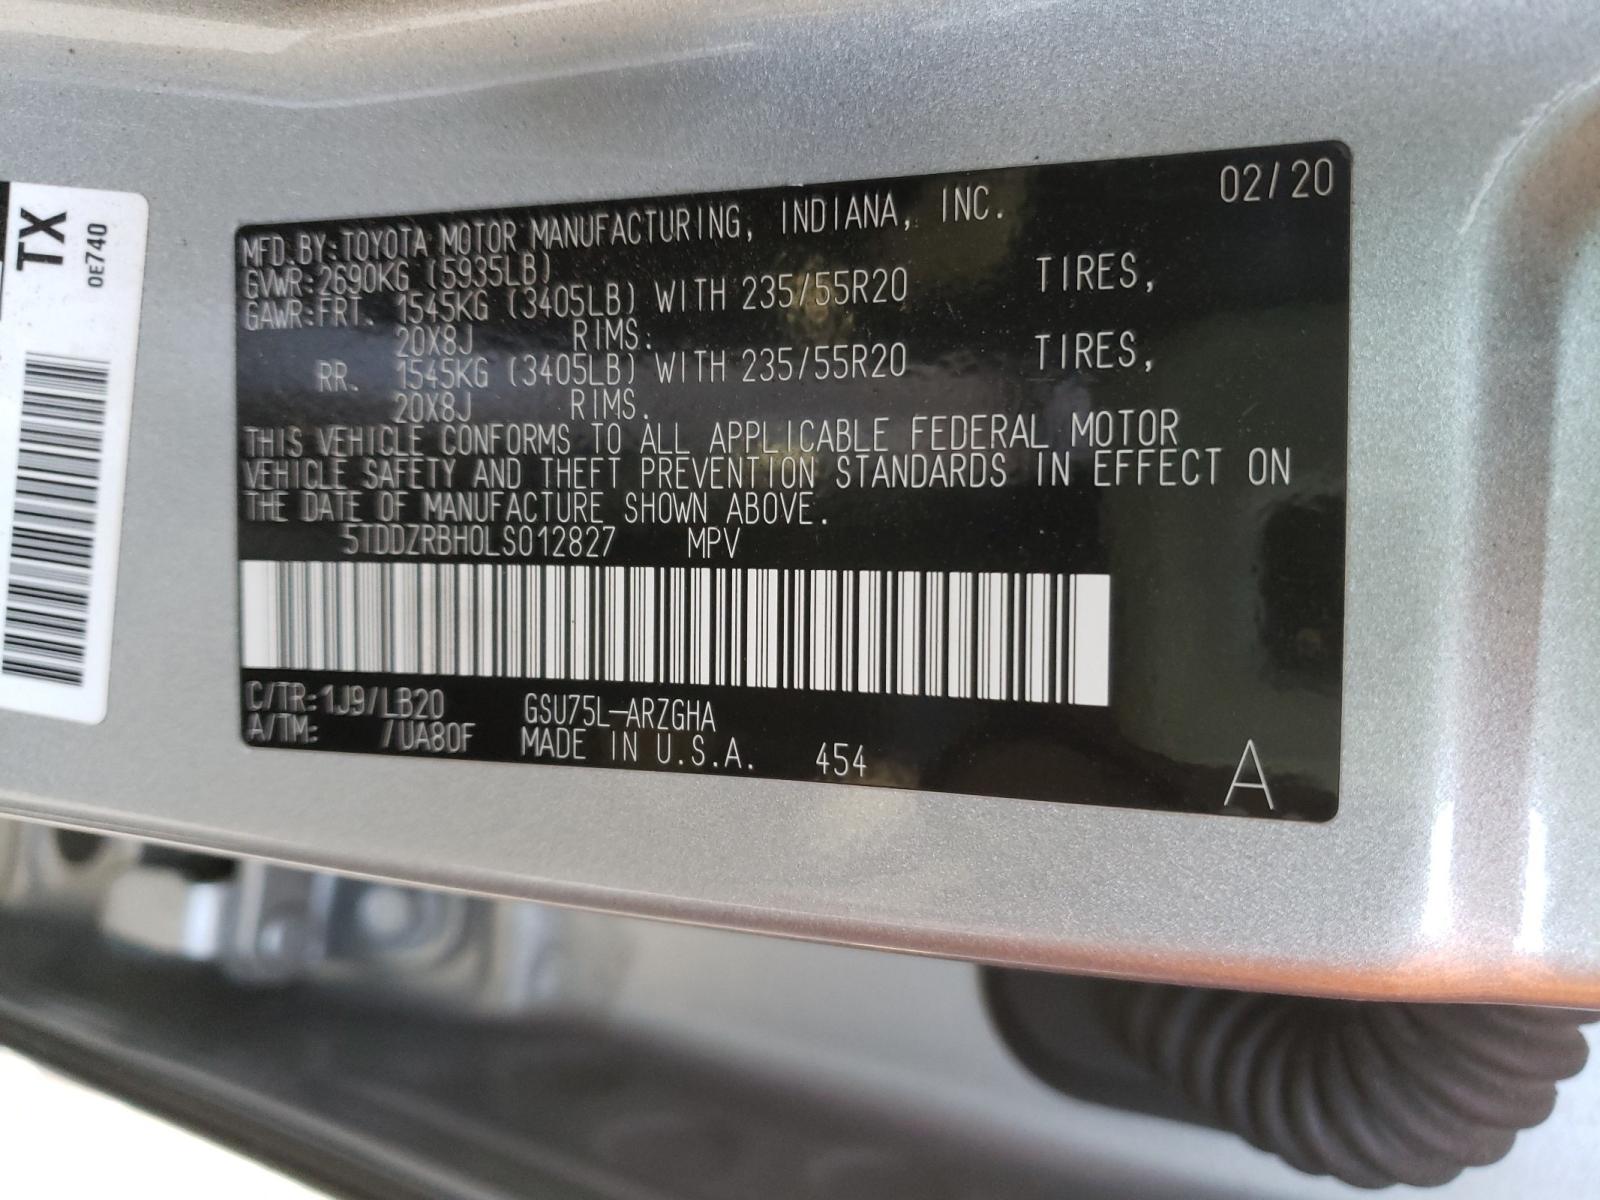 TX
0E740
02/20
MFD.BY:TOYOTA MOTOR MANUFACTURING, INDIANA, INC.
GVWR:2690KG (5935LB)
GAWR:FRT. 1545KG (3405LB) WITH 235/55R20 TIRES,
20X8J RIMS.
RR. 1545KG (3405LB) WITH 235/55R20 TIRES,
20X8J RIMS.
THIS VEHICLE CONFORMS TO ALL APPLICABLE FEDERAL MOTOR
VEHICLE SAFETY AND THEFT PREVENTION STANDARDS IN EFFECT ON
THE DATE OF MANUFACTURE SHOWN ABOVE.
5TDDZRBH0LS012827 MPV
C/TR:1J9/LB20 GSU75L-ARZGHA
A/TM: /UA80F MADE IN U.S.A. 454
A